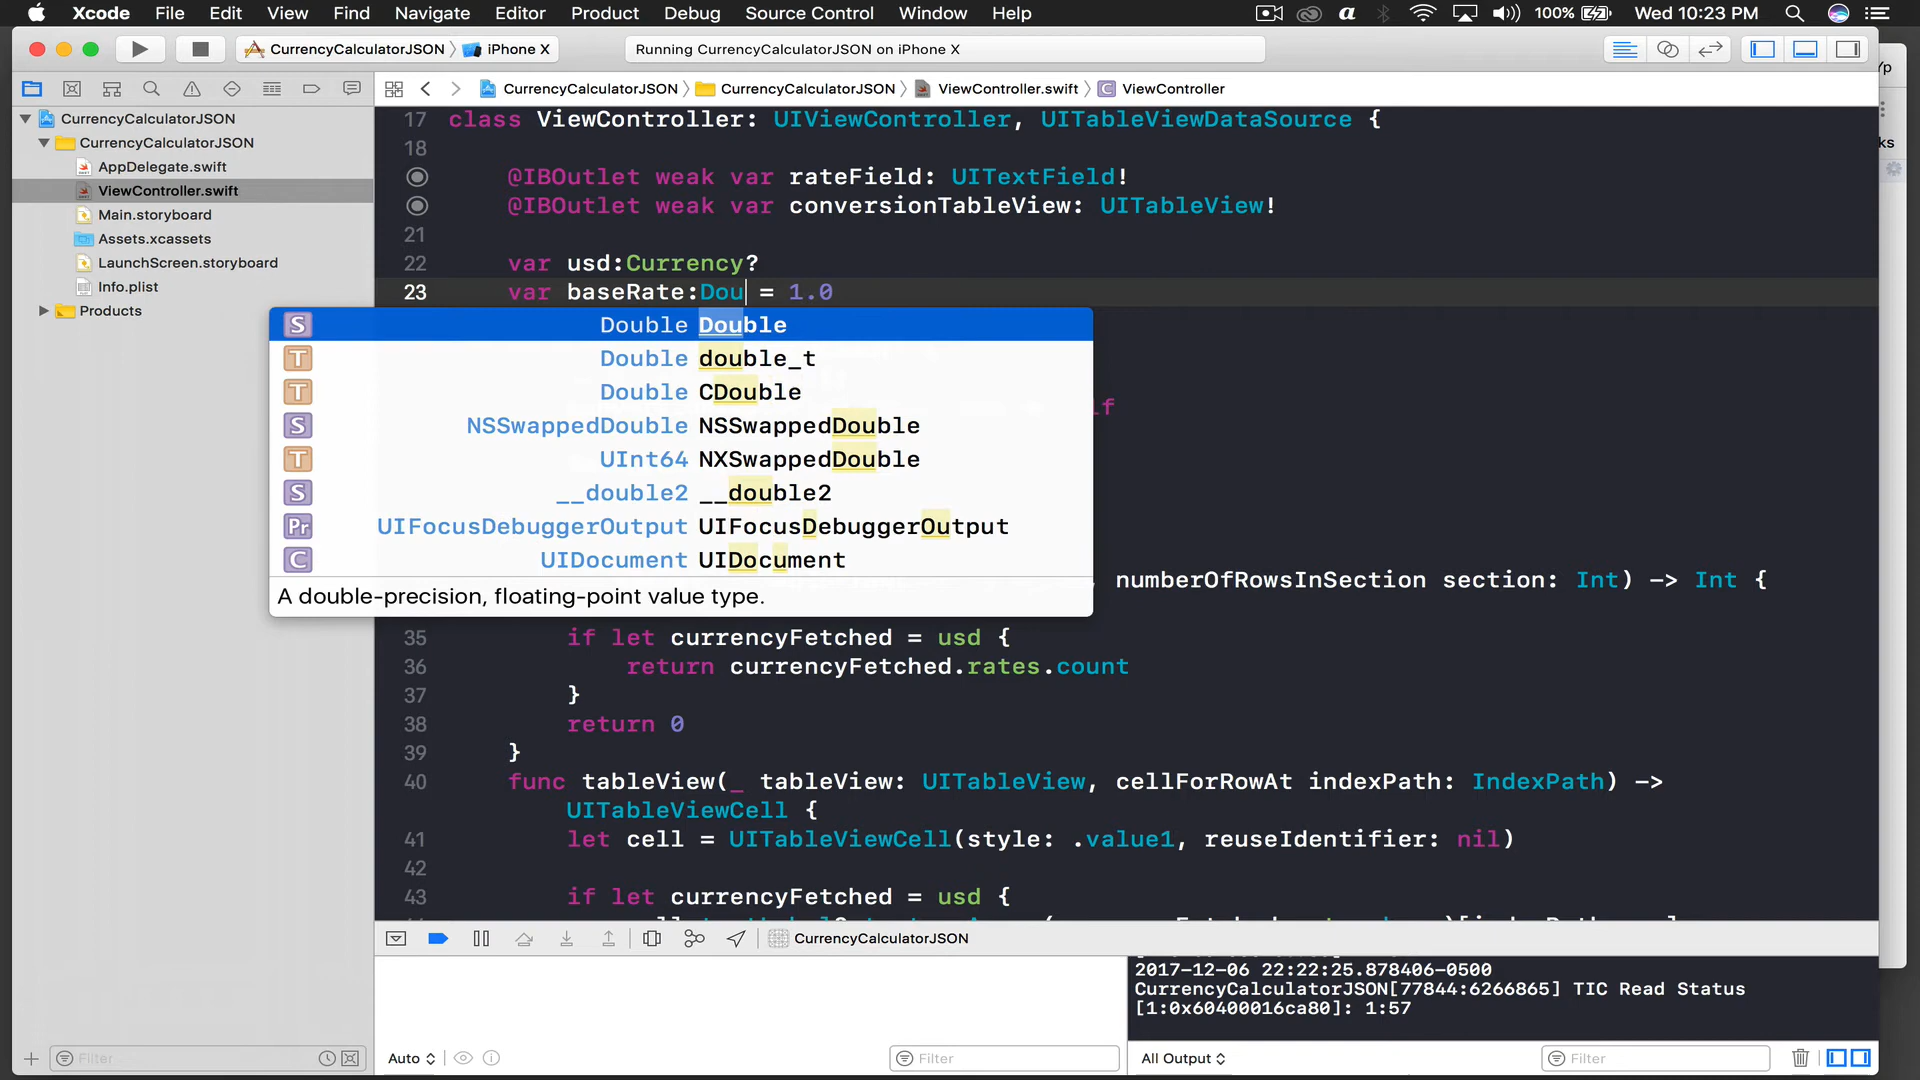 Xcode File Edit View Find Navigate Editor Product Debug Source Control Window Help 100% Wed 10:23 PM
CurrencyCalculatorJSON iPhone X Running CurrencyCalculatorJSON on iPhone X
CurrencyCalculatorJSON CurrencyCalculatorJSON ViewController.swift ViewController
CurrencyCalculatorJSON
CurrencyCalculatorJSON
AppDelegate.swift
ViewController.swift
Main.storyboard
Assets.xcassets
LaunchScreen.storyboard
Info.plist
Products
Filter
17 class ViewController: UIViewController, UITableViewDataSource {
18
@IBOutlet weak var rateField: UITextField!
@IBOutlet weak var conversionTableView: UITableView!
21
22 var usd:Currency?
23 var baseRate:Dou = 1.0
S Double Double
T Double double_t
T Double CDouble
S NSSwappedDouble NSSwappedDouble
T UInt64 NXSwappedDouble
S __double2 __double2
Pr UIFocusDebuggerOutput UIFocusDebuggerOutput
C UIDocument UIDocument
A double-precision, floating-point value type.
numberOfRowsInSection section: Int) -> Int {
35 if let currencyFetched = usd {
36 return currencyFetched.rates.count
37 }
38 return 0
39 }
40 func tableView(_ tableView: UITableView, cellForRowAt indexPath: IndexPath) ->
UITableViewCell {
41 let cell = UITableViewCell(style: .value1, reuseIdentifier: nil)
42
43 if let currencyFetched = usd {
CurrencyCalculatorJSON
2017-12-06 22:22:25.878406-0500
CurrencyCalculatorJSON[77844:6266865] TIC Read Status
[1:0x60400016ca80]: 1:57
Auto Filter All Output Filter